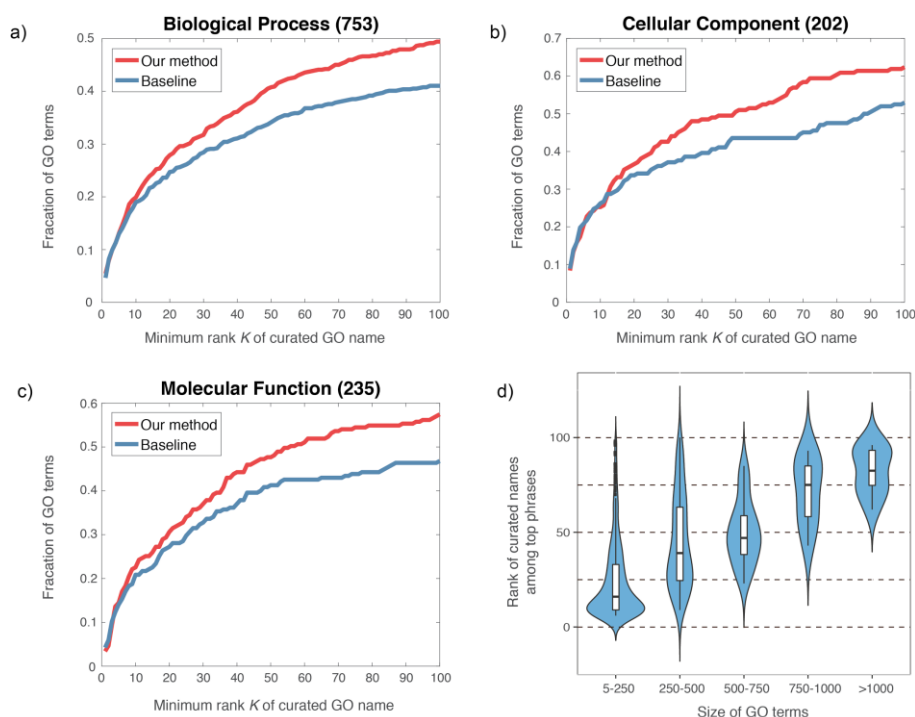 a)
Biological Process (753)
Fracation of GO terms
0.5
0.4
0.3
0.2
0.1
0
Our method
Baseline
0 10 20 30 40 50 60 70 80 90 100
Minimum rank K of curated GO name
b)
Cellular Component (202)
Fracation of GO terms
0.7
0.6
0.5
0.4
0.3
0.2
0.1
0
Our method
Baseline
0 10 20 30 40 50 60 70 80 90 100
Minimum rank K of curated GO name
c)
Molecular Function (235)
Fracation of GO terms
0.6
0.5
0.4
0.3
0.2
0.1
0
Our method
Baseline
0 10 20 30 40 50 60 70 80 90 100
Minimum rank K of curated GO name
d)
Rank of curated names
among top phrases
100
50
0
5-250 250-500 500-750 750-1000 >1000
Size of GO terms